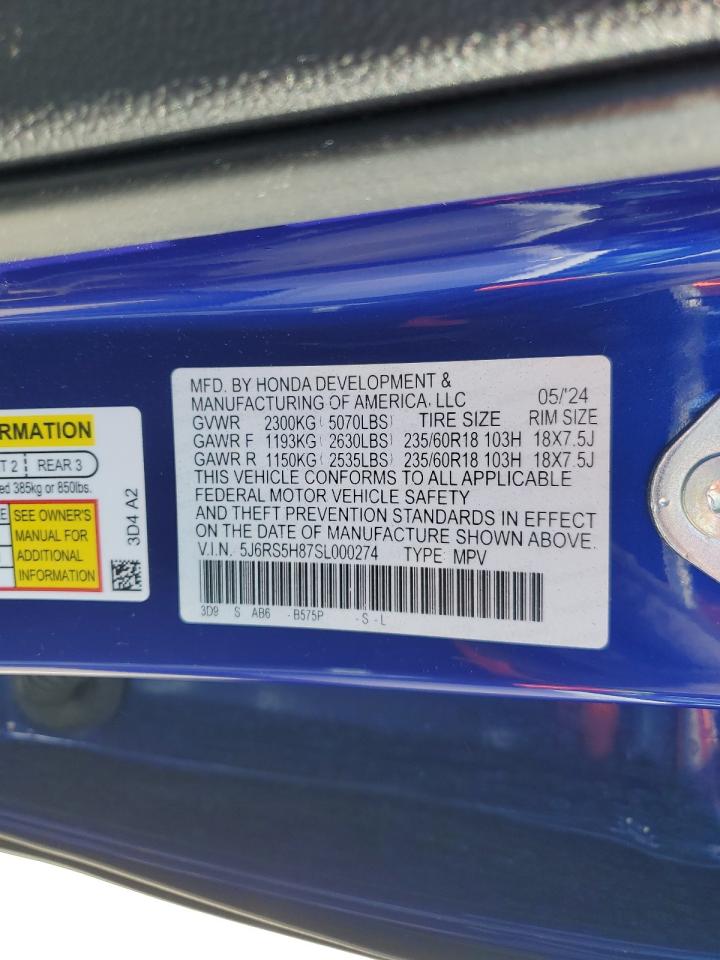 MFD. BY HONDA DEVELOPMENT &
MANUFACTURING OF AMERICA, LLC 05/'24
GVWR 2300KG ( 5070LBS) TIRE SIZE RIM SIZE
GAWR F 1193KG ( 2630LBS) 235/60R18 103H 18X7.5J
GAWR R 1150KG ( 2535LBS) 235/60R18 103H 18X7.5J
THIS VEHICLE CONFORMS TO ALL APPLICABLE
FEDERAL MOTOR VEHICLE SAFETY
AND THEFT PREVENTION STANDARDS IN EFFECT
ON THE DATE OF MANUFACTURE SHOWN ABOVE.
V.I.N. 5J6RS5H87SL000274 TYPE: MPV
3D9 S AB6 -B575P -S-L
RMATION
T 2 REAR 3
ed 385kg or 850lbs.
E SEE OWNER'S
MANUAL FOR
ADDITIONAL
INFORMATION
3D4 A2